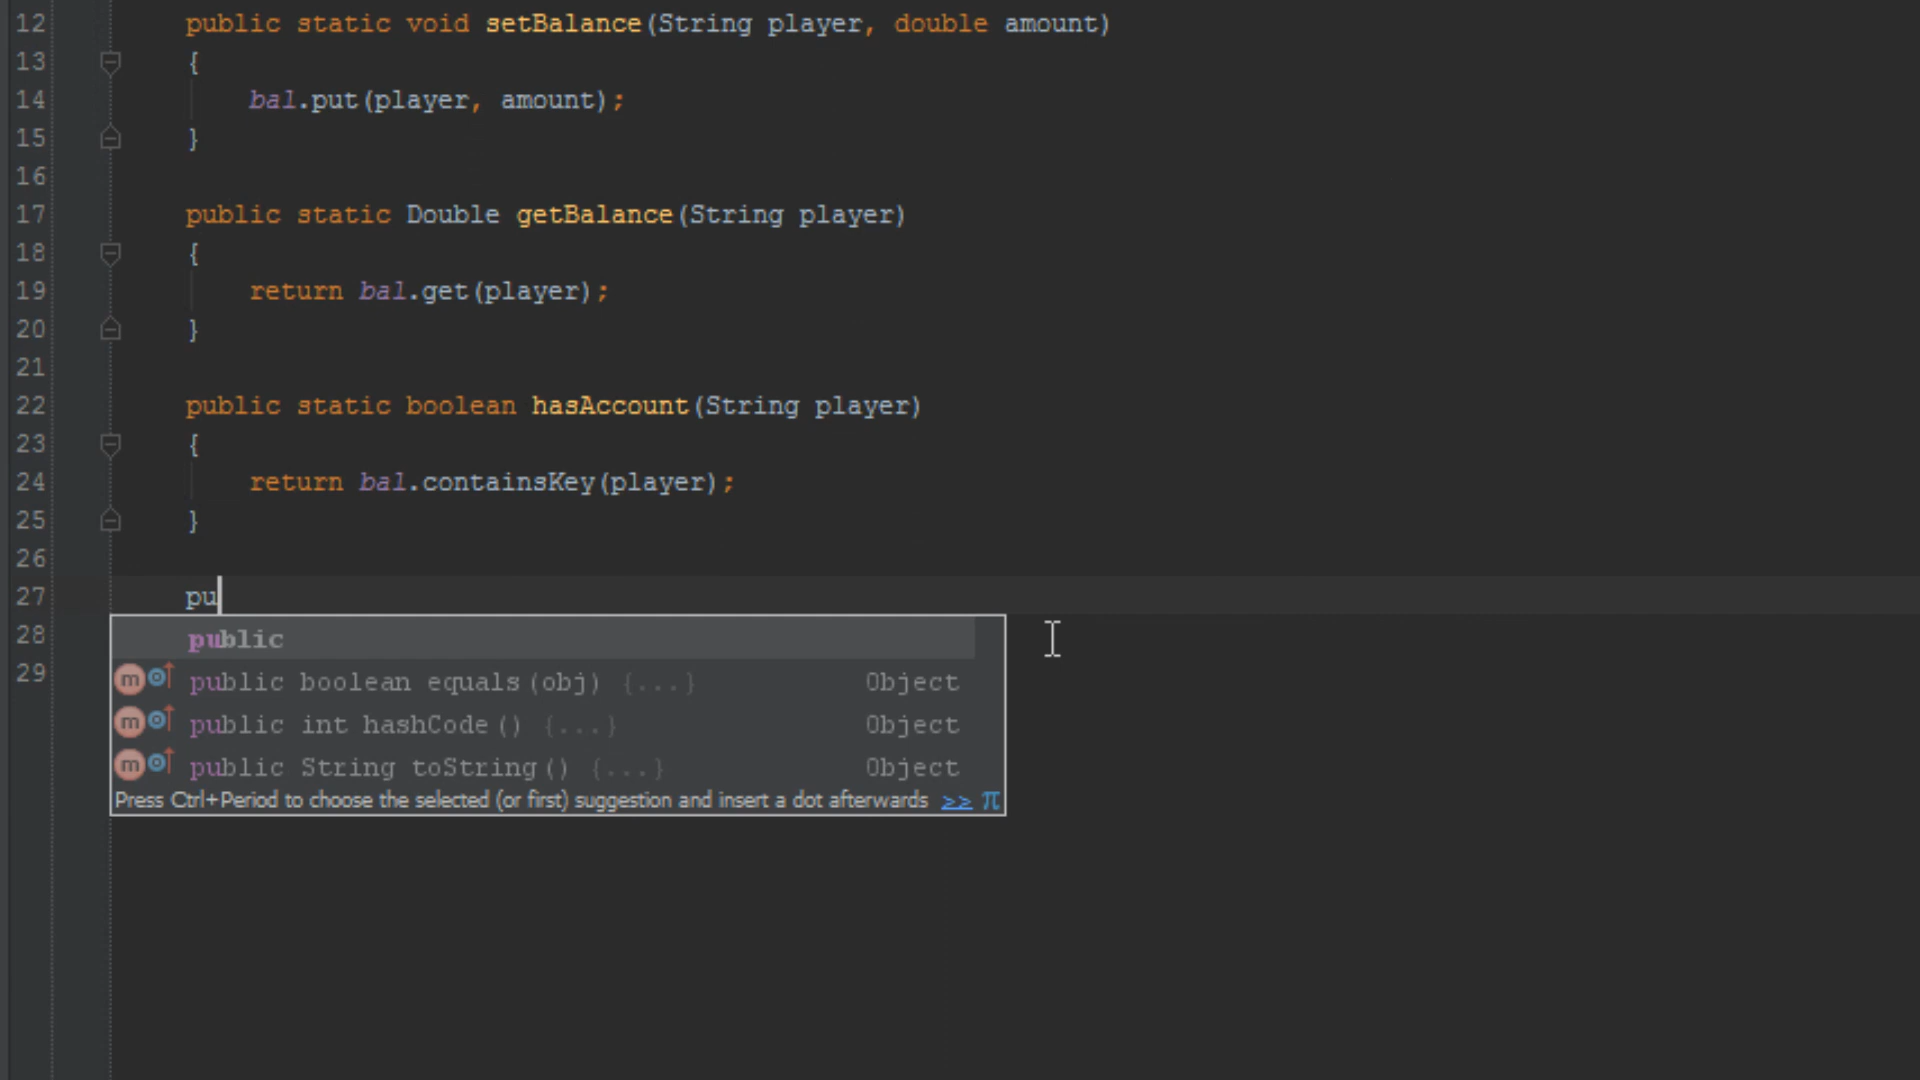 12 public static void setBalance(String player, double amount)
13 {
14 bal.put(player, amount);
15 }
16
17 public static Double getBalance(String player)
18 {
19 return bal.get(player);
20 }
21
22 public static boolean hasAccount(String player)
23 {
24 return bal.containsKey(player);
25 }
26
27 pu
28 public
29 m public boolean equals(obj) {...} Object
m public int hashCode() {...} Object
m public String toString() {...} Object
Press Ctrl+Period to choose the selected (or first) suggestion and insert a dot afterwards >> π